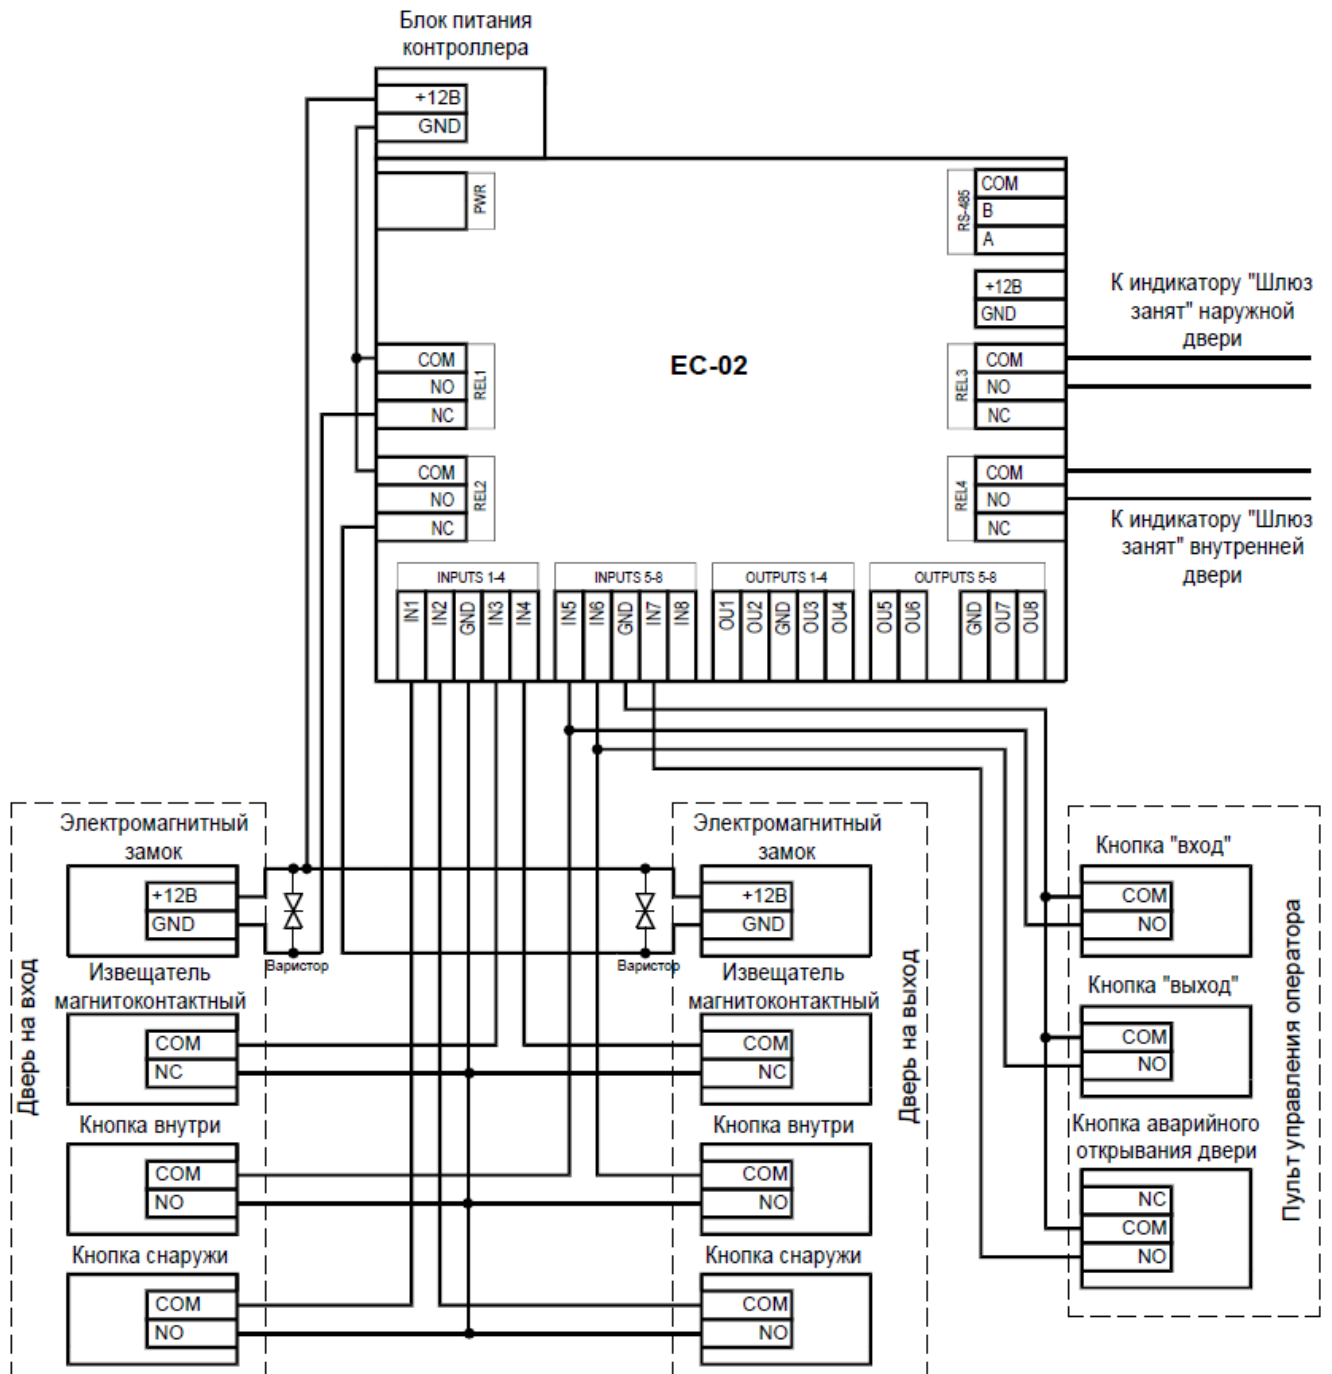 Блок питания
контроллера
+12В
GND
PWR
COM
B
A
RS-485
+12В
GND
К индикатору "Шлюз
занят" наружной
двери
EC-02
COM
NO
NC
REL1
COM
NO
NC
REL3
COM
NO
NC
REL2
COM
NO
NC
REL4
К индикатору "Шлюз
занят" внутренней
двери
INPUTS 1-4
INPUTS 5-8
OUTPUTS 1-4
OUTPUTS 5-8
IN1
IN2
GND
IN3
IN4
IN5
IN6
GND
IN7
IN8
OU1
OU2
GND
OU3
OU4
OU5
OU6
GND
OU7
OU8
Дверь на вход
Электромагнитный
замок
+12В
GND
Варистор
Извещатель
магнитоконтактный
COM
NC
Кнопка внутри
COM
NO
Кнопка снаружи
COM
NO
Дверь на выход
Электромагнитный
замок
+12В
GND
Варистор
Извещатель
магнитоконтактный
COM
NC
Кнопка внутри
COM
NO
Кнопка снаружи
COM
NO
Пульт управления оператора
Кнопка "вход"
COM
NO
Кнопка "выход"
COM
NO
Кнопка аварийного
открывания двери
NC
COM
NO